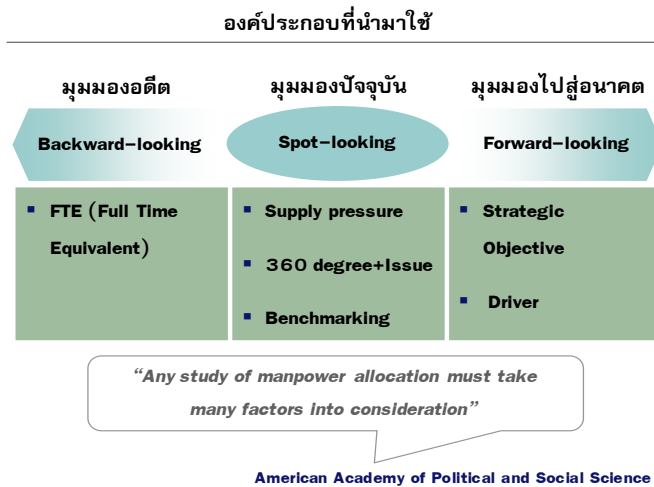 องค์ประกอบที่นำมาใช้
มุมมองอดีต
มุมมองปัจจุบัน
มุมมองไปสู่อนาคต
Backward-looking
Spot-looking
Forward-looking
FTE (Full Time
Equivalent)
Supply pressure
360 degree+Issue
Benchmarking
Strategic
Objective
Driver
“Any study of manpower allocation must take
many factors into consideration”
American Academy of Political and Social Science